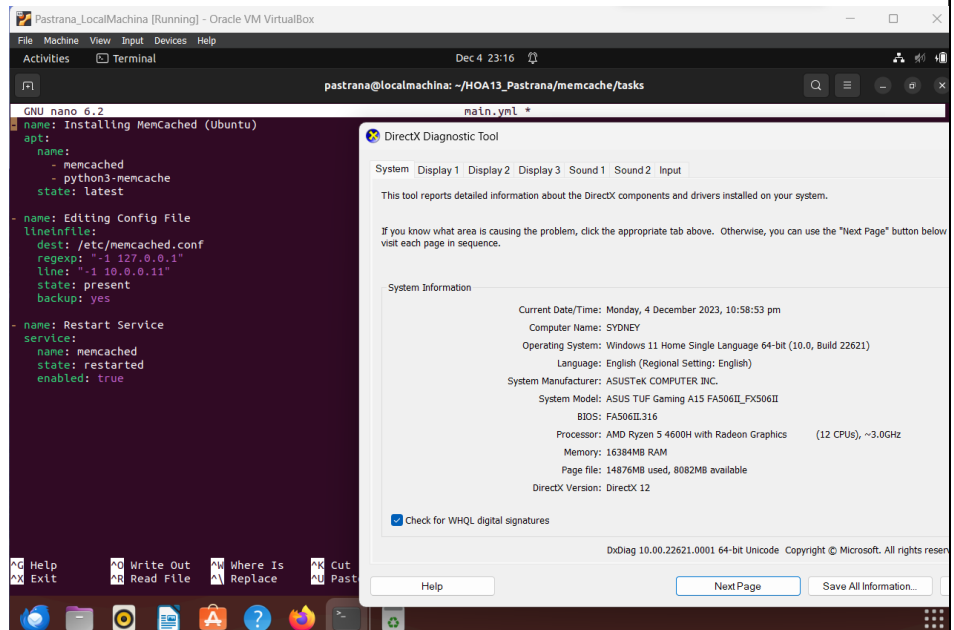 Pastrana_LocalMachina [Running] - Oracle VM VirtualBox
File Machine View Input Devices Help
Activities Terminal Dec 4 23:16
pastrana@localmachina: ~/HOA13_Pastrana/memcache/tasks
GNU nano 6.2 main.yml *
- name: Installing MemCached (Ubuntu)
apt:
name:
- memcached
- python3-memcache
state: latest
- name: Editing Config File
lineinfile:
dest: /etc/memcached.conf
regexp: "-1 127.0.0.1"
line: "-1 10.0.0.11"
state: present
backup: yes
- name: Restart Service
service:
name: memcached
state: restarted
enabled: true
^G Help ^O Write Out ^W Where Is ^K Cut
^X Exit ^R Read File ^\ Replace ^U Past
DirectX Diagnostic Tool
System Display 1 Display 2 Display 3 Sound 1 Sound 2 Input
This tool reports detailed information about the DirectX components and drivers installed on your system.
If you know what area is causing the problem, click the appropriate tab above. Otherwise, you can use the "Next Page" button below
visit each page in sequence.
System Information
Current Date/Time: Monday, 4 December 2023, 10:58:53 pm
Computer Name: SYDNEY
Operating System: Windows 11 Home Single Language 64-bit (10.0, Build 22621)
Language: English (Regional Setting: English)
System Manufacturer: ASUSTeK COMPUTER INC.
System Model: ASUS TUF Gaming A15 FA506II_FX506II
BIOS: FA506II.316
Processor: AMD Ryzen 5 4600H with Radeon Graphics (12 CPUs), ~3.0GHz
Memory: 16384MB RAM
Page file: 14876MB used, 8082MB available
DirectX Version: DirectX 12
Check for WHQL digital signatures
DxDiag 10.00.22621.0001 64-bit Unicode Copyright © Microsoft. All rights reserv
Help Next Page Save All Information...